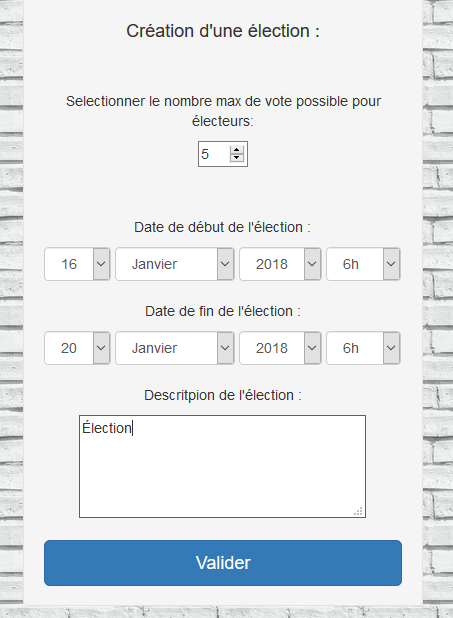 Création d'une élection :
Selectionner le nombre max de vote possible pour
électeurs:
5
Date de début de l'élection :
16 Janvier 2018 6h
Date de fin de l'élection :
20 Janvier 2018 6h
Descritpion de l'élection :
Élection
Valider